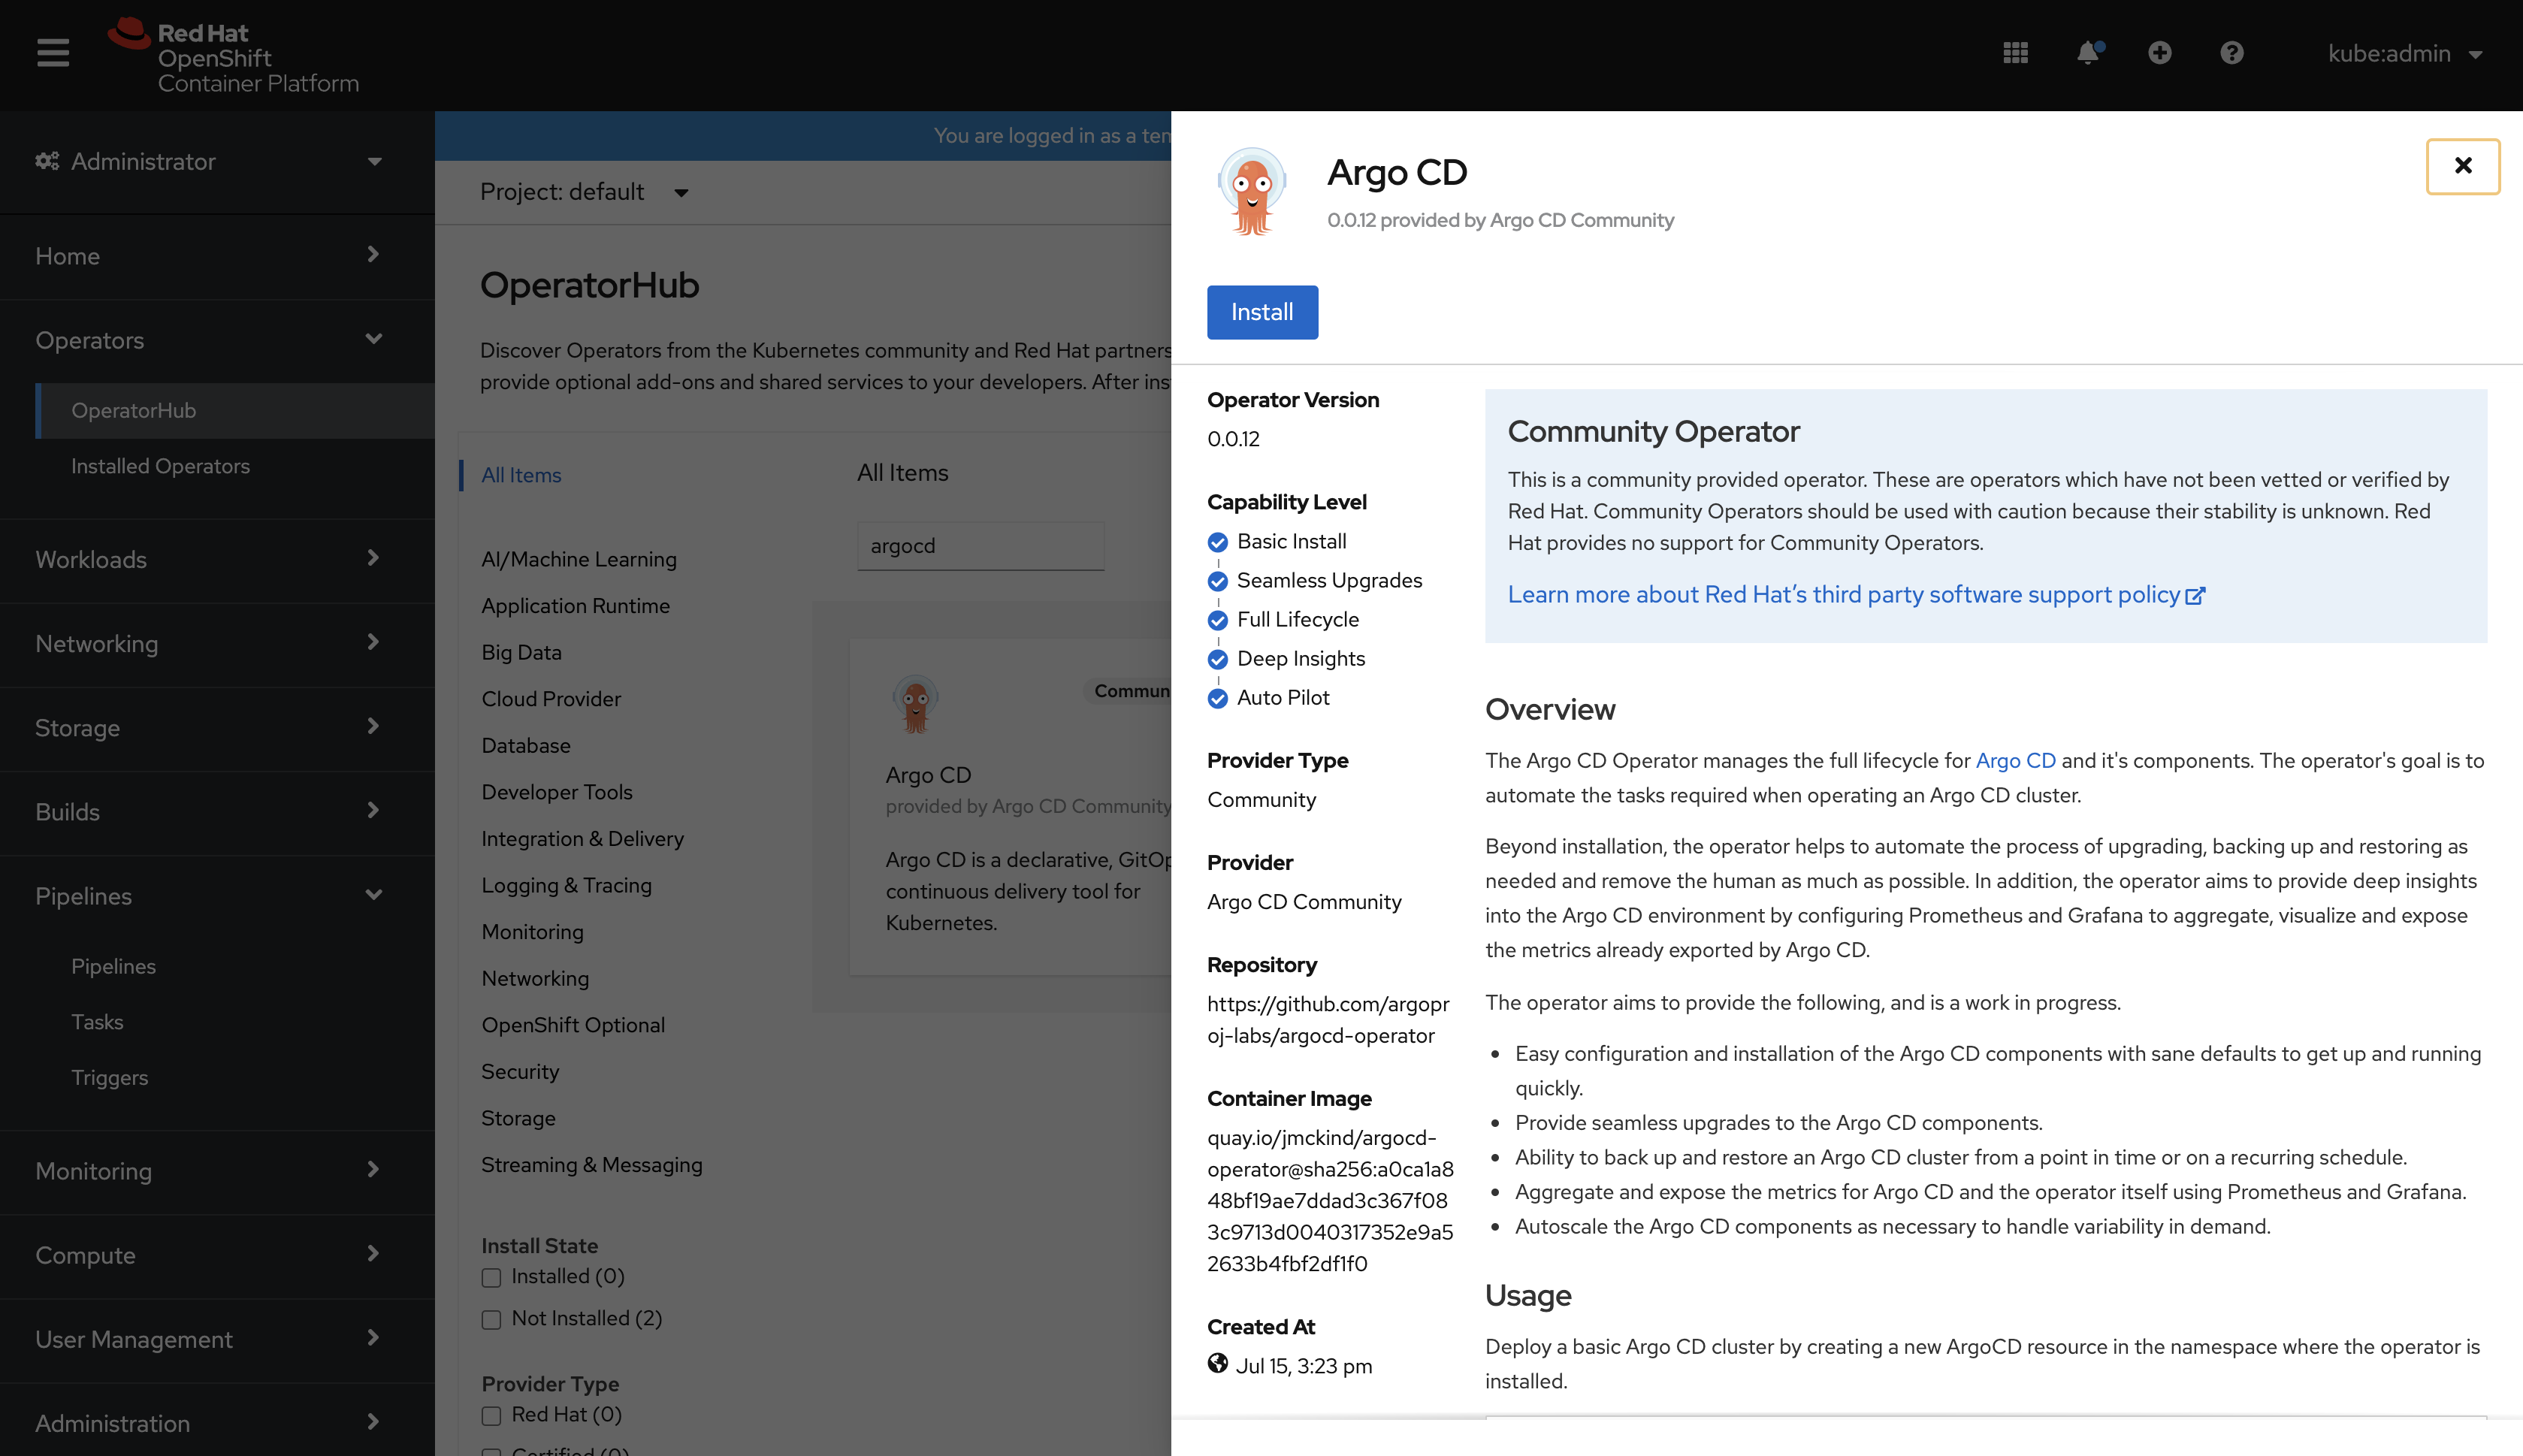 Red Hat
OpenShift
Container Platform
kube:admin
Administrator
Home
Operators
OperatorHub
Installed Operators
Workloads
Networking
Storage
Builds
Pipelines
Pipelines
Tasks
Triggers
Monitoring
Compute
User Management
Administration
You are logged in as a
Project: default
OperatorHub
Discover Operators from the Kubernetes community and Red Hat partners
provide optional add-ons and shared services to your developers. After
All Items
AI/Machine Learning
Application Runtime
Big Data
Cloud Provider
Database
Developer Tools
Integration & Delivery
Logging & Tracing
Monitoring
Networking
OpenShift Optional
Security
Storage
Streaming & Messaging
Install State
Installed (0)
Not Installed (2)
Provider Type
Red Hat (0)
All Items
argocd
Argo CD
provided by Argo CD Community
Argo CD is a declarative,
continuous delivery tool for
Kubernetes.
Argo CD
0.0.12 provided by Argo CD Community
Install
Operator Version
0.0.12
Capability Level
Basic Install
Seamless Upgrades
Full Lifecycle
Deep Insights
Auto Pilot
Provider Type
Community
Provider
Argo CD Community
Repository
https://github.com/argopr
oj-labs/argocd-operator
Container Image
quay.io/jmckind/argocd-
operator@sha256:a0ca1a8
48bf19ae7ddad3c367f08
3c9713d0040317352e9a5
2633b4fbf2df1f0
Created At
Jul 15, 3:23 pm
Community Operator
This is a community provided operator. These are operators which have not been vetted or verified by
Red Hat. Community Operators should be used with caution because their stability is unknown. Red
Hat provides no support for Community Operators.
Learn more about Red Hat’s third party software support policy
Overview
The Argo CD Operator manages the full lifecycle for Argo CD and it's components. The operator's goal is to
automate the tasks required when operating an Argo CD cluster.
Beyond installation, the operator helps to automate the process of upgrading, backing up and restoring as
needed and remove the human as much as possible. In addition, the operator aims to provide deep insights
into the Argo CD environment by configuring Prometheus and Grafana to aggregate, visualize and expose
the metrics already exported by Argo CD.
The operator aims to provide the following, and is a work in progress.
• Easy configuration and installation of the Argo CD components with sane defaults to get up and running
quickly.
• Provide seamless upgrades to the Argo CD components.
• Ability to back up and restore an Argo CD cluster from a point in time or on a recurring schedule.
• Aggregate and expose the metrics for Argo CD and the operator itself using Prometheus and Grafana.
• Autoscale the Argo CD components as necessary to handle variability in demand.
Usage
Deploy a basic Argo CD cluster by creating a new ArgoCD resource in the namespace where the operator is
installed.